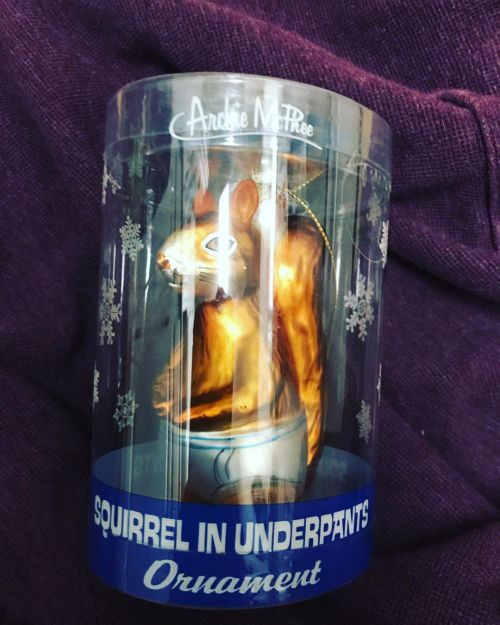 Archie McPhee
SQUIRREL IN UNDERPANTS
Ornament